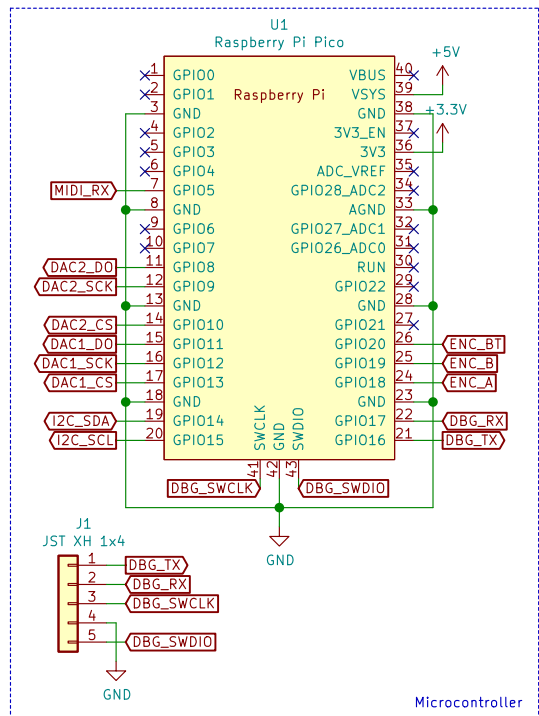 U1
Raspberry Pi Pico
+5V
1 GPIO0 VBUS 40
2 GPIO1 Raspberry Pi VSYS 39
3 GND GND 38
+3.3V
4 GPIO2 3V3_EN 37
5 GPIO3 3V3 36
6 GPIO4 ADC_VREF 35
MIDI_RX 7 GPIO5 GPIO28_ADC2 34
8 GND AGND 33
9 GPIO6 GPIO27_ADC1 32
10 GPIO7 GPIO26_ADC0 31
DAC2_DO 11 GPIO8 RUN 30
DAC2_SCK 12 GPIO9 GPIO22 29
13 GND GND 28
DAC2_CS 14 GPIO10 GPIO21 27
DAC1_DO 15 GPIO11 GPIO20 26 ENC_BT
DAC1_SCK 16 GPIO12 GPIO19 25 ENC_B
DAC1_CS 17 GPIO13 GPIO18 24 ENC_A
18 GND GND 23
I2C_SDA 19 GPIO14 GPIO17 22 DBG_RX
I2C_SCL 20 GPIO15 GPIO16 21 DBG_TX
SWCLK GND SWDIO
41 42 43
DBG_SWCLK DBG_SWDIO
GND
J1
JST XH 1x4
1 DBG_TX
2 DBG_RX
3 DBG_SWCLK
4
5 DBG_SWDIO
GND
Microcontroller